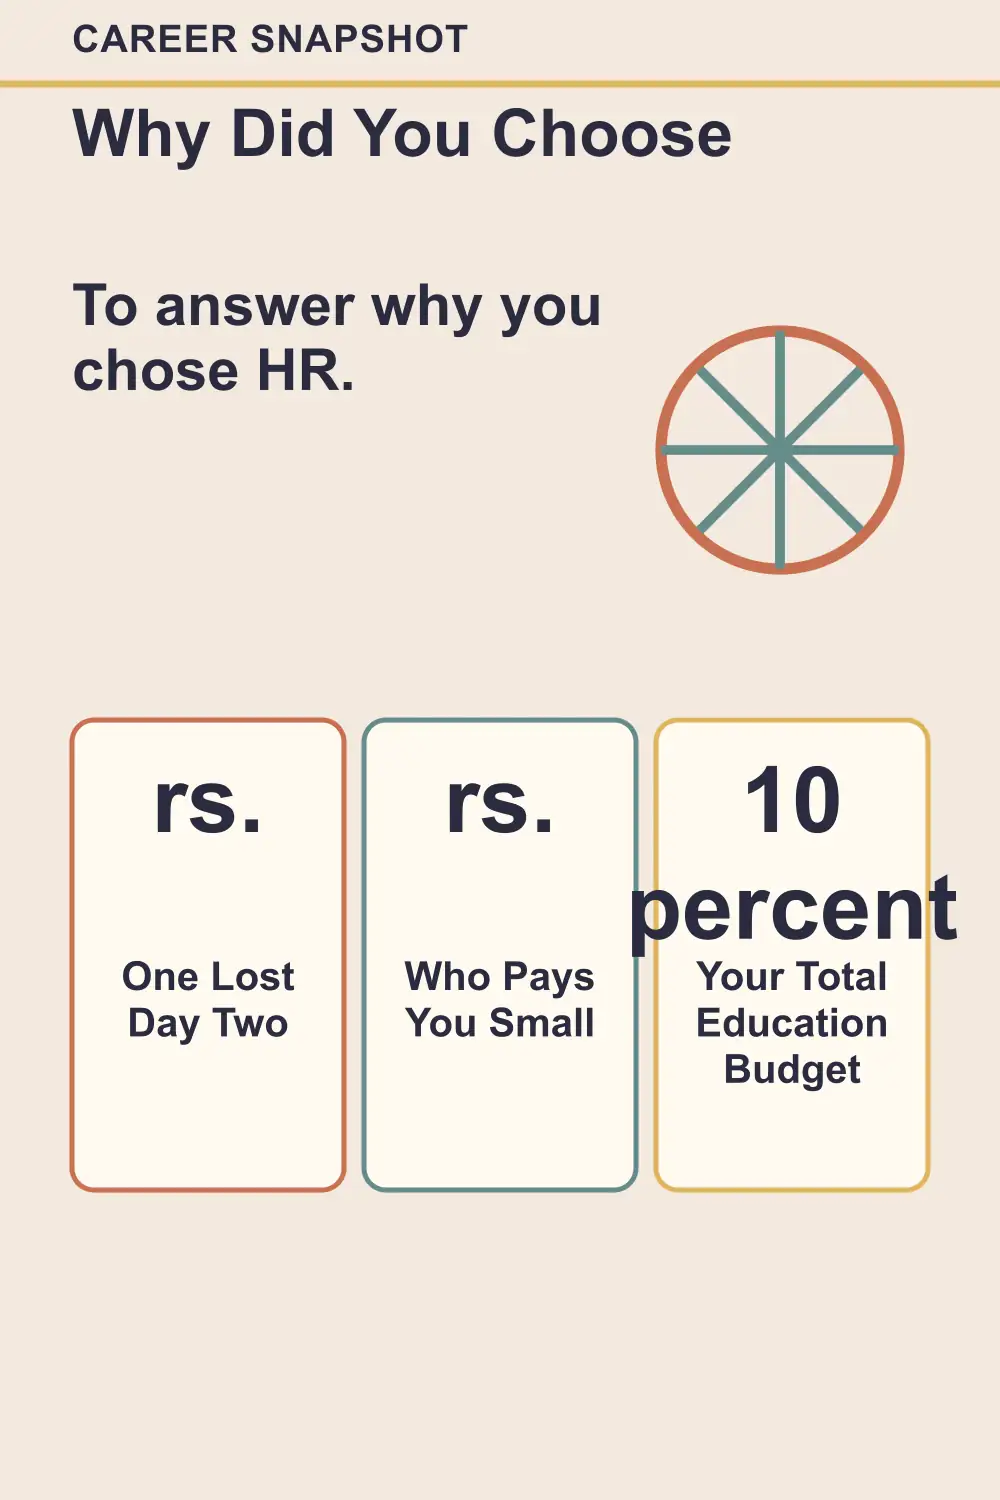 CAREER SNAPSHOT
Why Did You Choose
To answer why you
chose HR.
rs.
One Lost
Day Two
rs.
Who Pays
You Small
10
percent
Your Total
Education
Budget